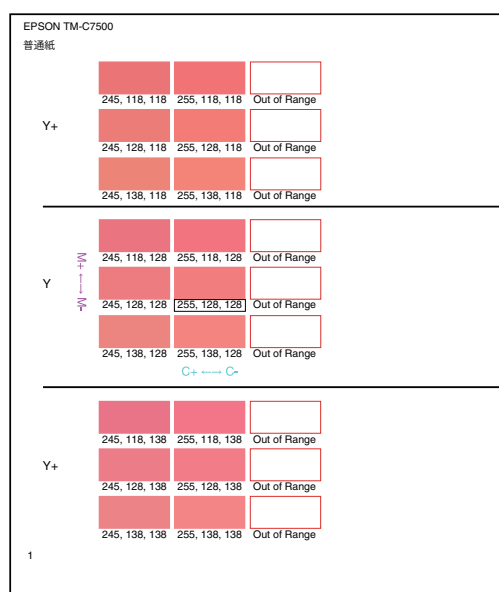 EPSON TM-C7500
普通紙
245, 118, 118 255, 118, 118 Out of Range
Y+
245, 128, 118 255, 128, 118 Out of Range
245, 138, 118 255, 138, 118 Out of Range
245, 118, 128 255, 118, 128 Out of Range
M+ ←→ M-
Y
245, 128, 128 255, 128, 128 Out of Range
245, 138, 128 255, 138, 128 Out of Range
C+ ←→ C-
245, 118, 138 255, 118, 138 Out of Range
Y+
245, 128, 138 255, 128, 138 Out of Range
245, 138, 138 255, 138, 138 Out of Range
1